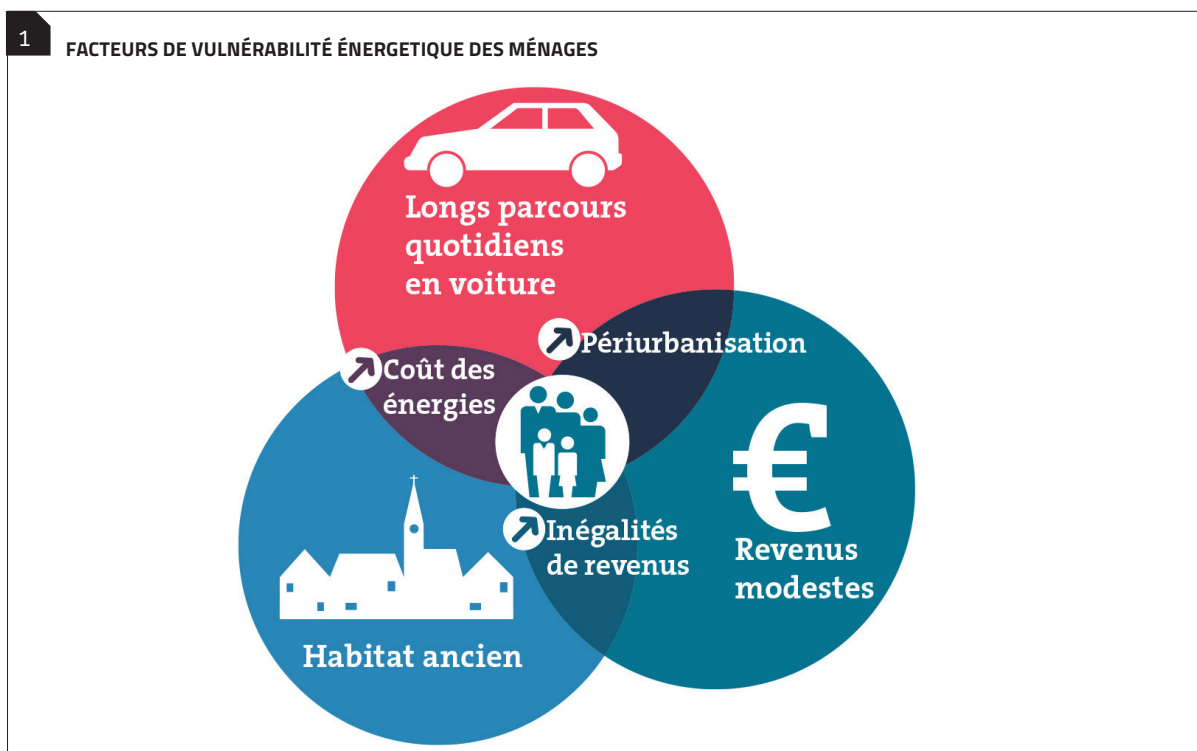 1
FACTEURS DE VULNÉRABILITÉ ÉNERGETIQUE DES MÉNAGES
Longs parcours
quotidiens
en voiture
Périurbanisation
Coût des
énergies
€
Inégalités
de revenus
Revenus
modestes
Habitat ancien